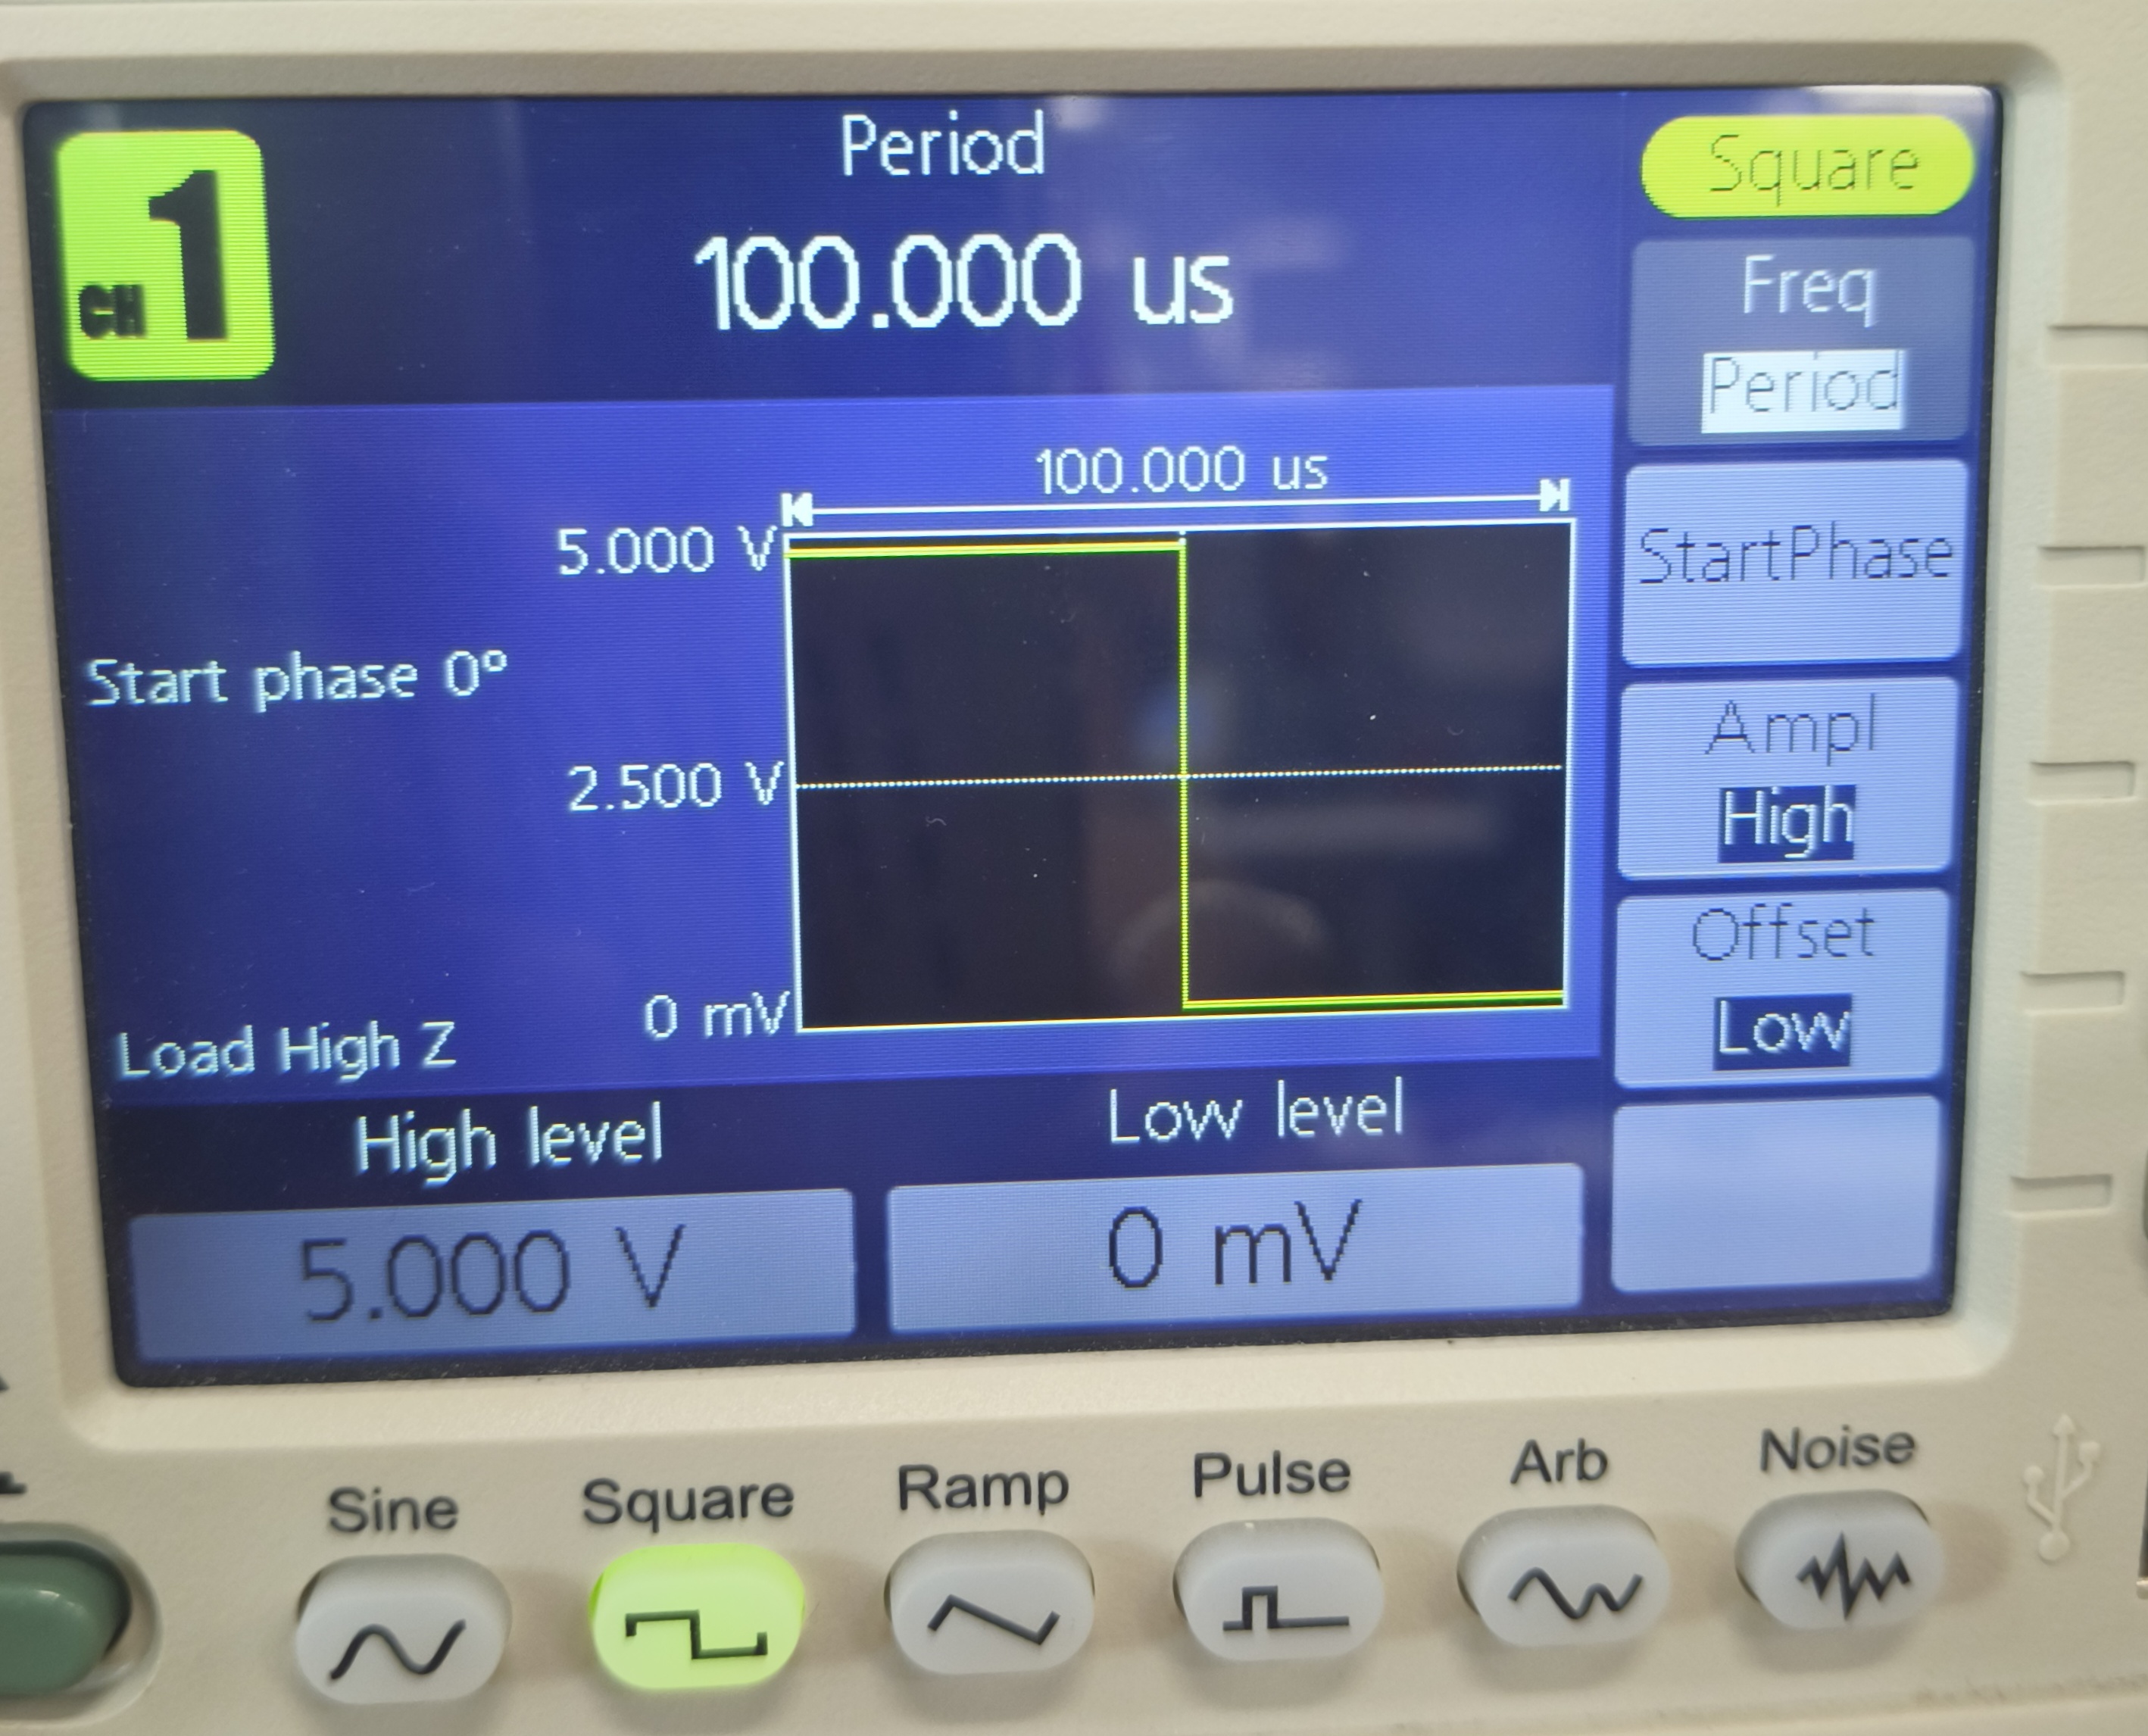 CH 1
Period
100.000 us
Square
Freq
Period
100.000 us
5.000 V
StartPhase
Start phase 0°
2.500 V
Ampl
High
Offset
Low
0 mV
Load High Z
High level
Low level
5.000 V
0 mV
Sine
Square
Ramp
Pulse
Arb
Noise